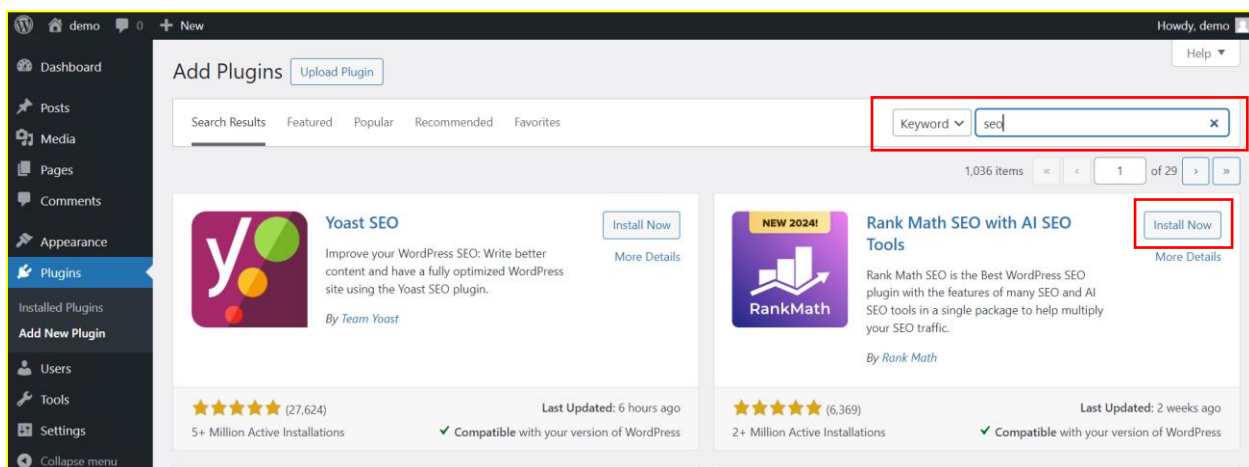 demo 0 + New Howdy, demo
Help ▼
Dashboard
Posts
Media
Pages
Comments
Appearance
Plugins
Installed Plugins
Add New Plugin
Users
Tools
Settings
Collapse menu
Add Plugins Upload Plugin
Search Results Featured Popular Recommended Favorites Keyword seo ×
1,036 items « ‹ 1 of 29 › »
y
Yoast SEO
Install Now
More Details
Improve your WordPress SEO: Write better
content and have a fully optimized WordPress
site using the Yoast SEO plugin.
By Team Yoast
(27,624)
Last Updated: 6 hours ago
5+ Million Active Installations
✔ Compatible with your version of WordPress
NEW 2024!
RankMath
Rank Math SEO with AI SEO
Tools
Install Now
More Details
Rank Math SEO is the Best WordPress SEO
plugin with the features of many SEO and AI
SEO tools in a single package to help multiply
your SEO traffic.
By Rank Math
(6,369)
Last Updated: 2 weeks ago
2+ Million Active Installations
✔ Compatible with your version of WordPress